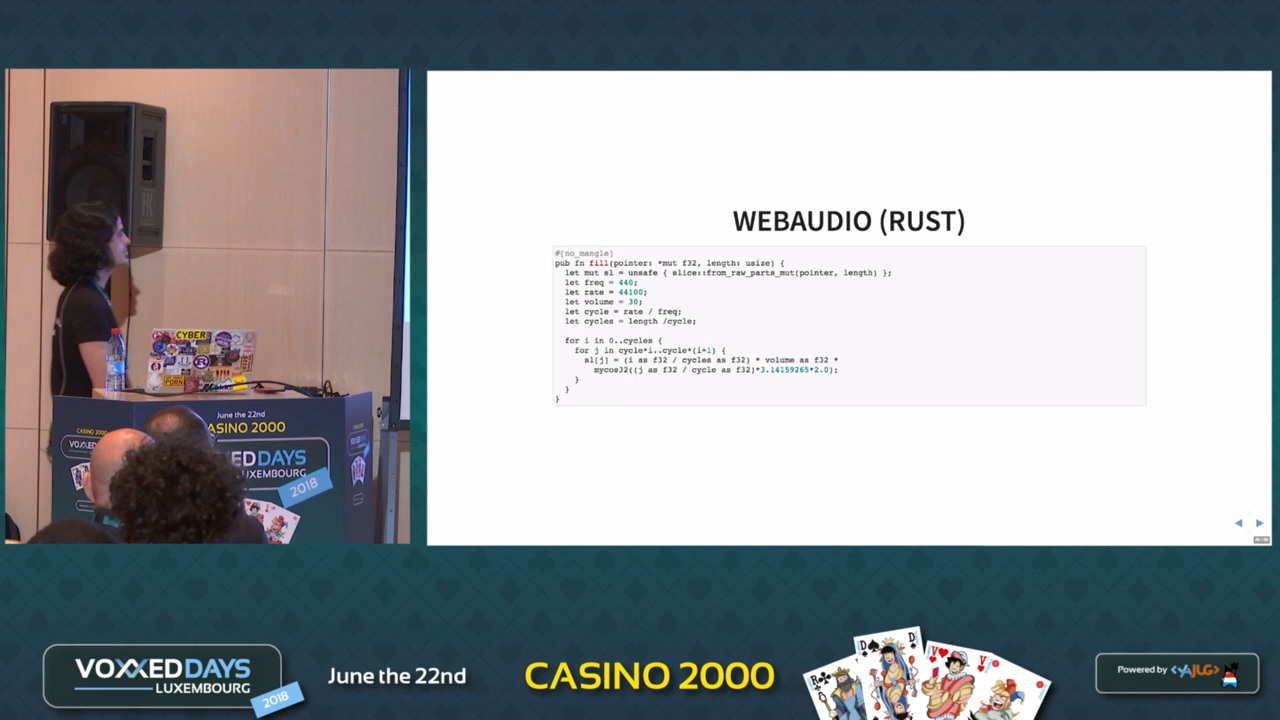 WEBAUDIO (RUST)
#[no_mangle]
pub fn fill(pointer: *mut f32, length: usize) {
  let mut sl = unsafe { slice::from_raw_parts_mut(pointer, length) };
  let freq = 440;
  let rate = 44100;
  let volume = 30;
  let cycle = rate / freq;
  let cycles = length /cycle;
  for i in 0..cycles {
    for j in cycle*i..cycle*(i+1) {
      sl[j] = (i as f32 / cycles as f32) * volume as f32 *
        mycos32((j as f32 / cycle as f32)*3.14159265*2.0);
    }
  }
}
CYBER
June the 22nd
ASINO 2000
EDDAYS
UXEMBOURG
2018
VOXXEDDAYS
LUXEMBOURG
2018
June the 22nd
CASINO 2000
Powered by <YAJUG>